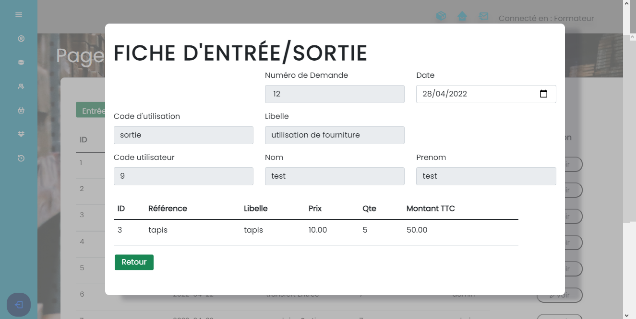 Connecté en : Formateur
Page
FICHE D'ENTRÉE/SORTIE
Numéro de Demande
Date
12
28/04/2022
Code d'utilisation
Libelle
sortie
utilisation de fourniture
Code utilisateur
Nom
Prenom
9
test
test
ID Référence Libelle Prix Qte Montant TTC
3 tapis tapis 10.00 5 50.00
Retour
Entrée
ID
1
2
3
4
5
6